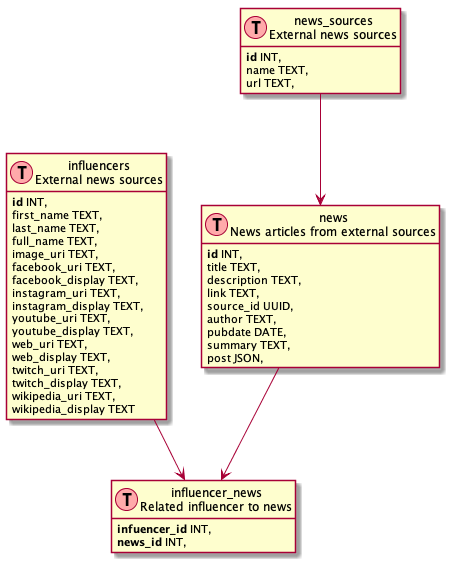 T
news_sources
External news sources
id INT,
name TEXT,
url TEXT,
T
influencers
External news sources
id INT,
first_name TEXT,
last_name TEXT,
full_name TEXT,
image_uri TEXT,
facebook_uri TEXT,
facebook_display TEXT,
instagram_uri TEXT,
instagram_display TEXT,
youtube_uri TEXT,
youtube_display TEXT,
web_uri TEXT,
web_display TEXT,
twitch_uri TEXT,
twitch_display TEXT,
wikipedia_uri TEXT,
wikipedia_display TEXT
T
news
News articles from external sources
id INT,
title TEXT,
description TEXT,
link TEXT,
source_id UUID,
author TEXT,
pubdate DATE,
summary TEXT,
post JSON,
T
influencer_news
Related influencer to news
infuencer_id INT,
news_id INT,